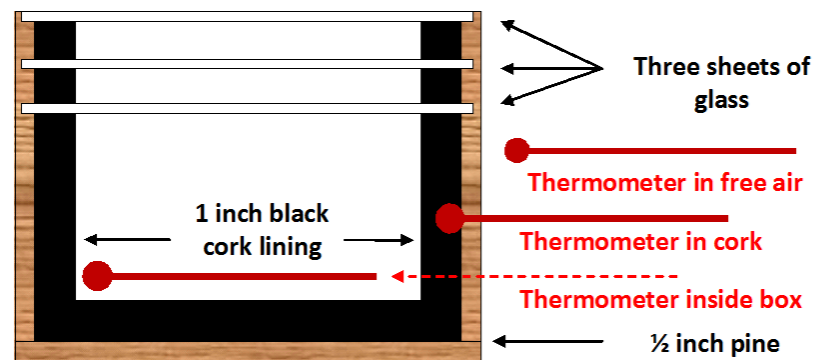 Three sheets of
glass
Thermometer in free air
1 inch black
cork lining
Thermometer in cork
Thermometer inside box
½ inch pine